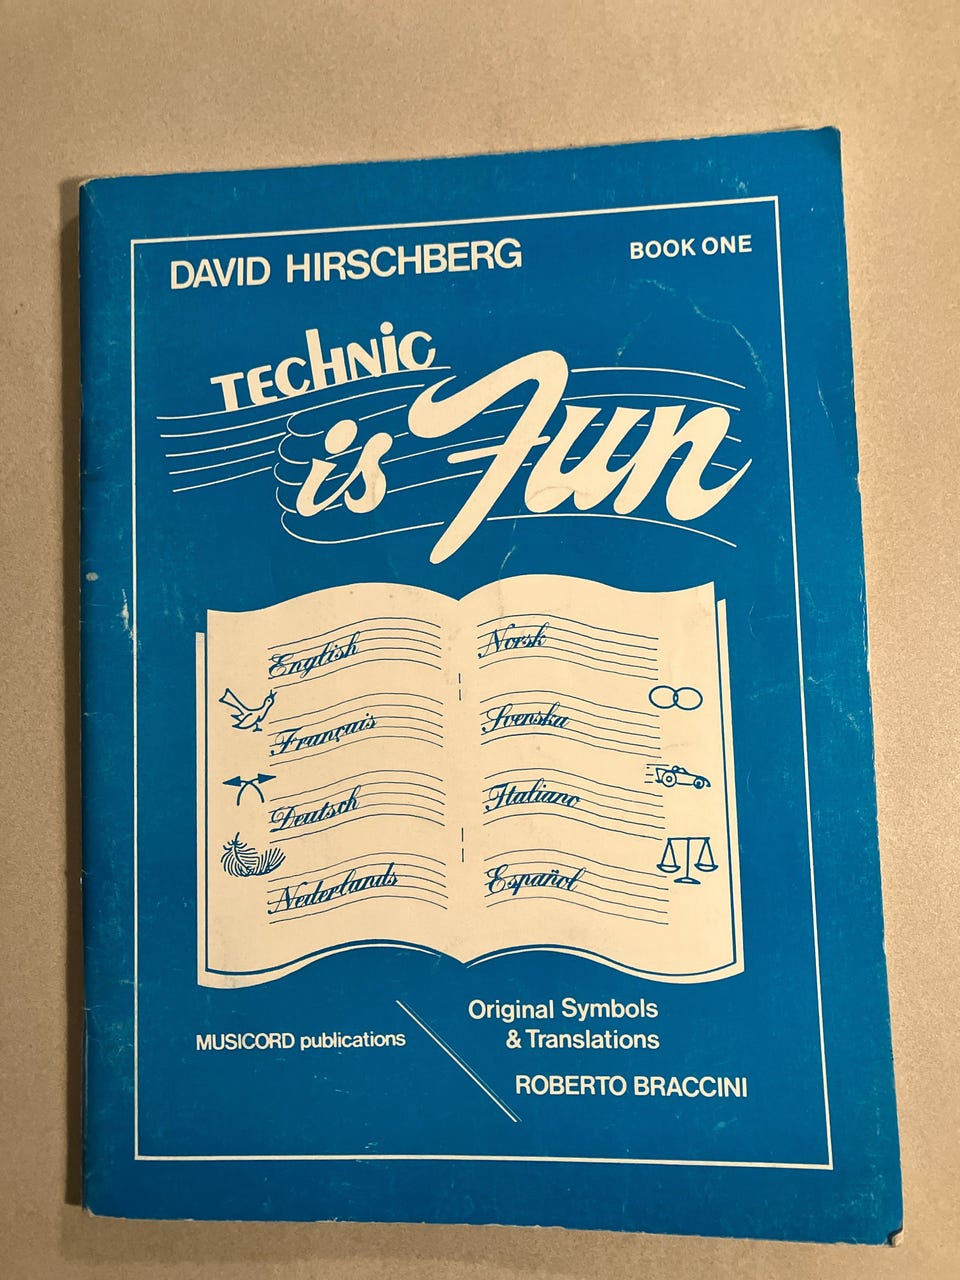 DAVID HIRSCHBERG
BOOK ONE
TECHNIC
is Fun
English
Français
Deutsch
Nederlands
Norsk
Svenska
Italiano
Español
MUSICORD publications
Original Symbols
& Translations
ROBERTO BRACCINI